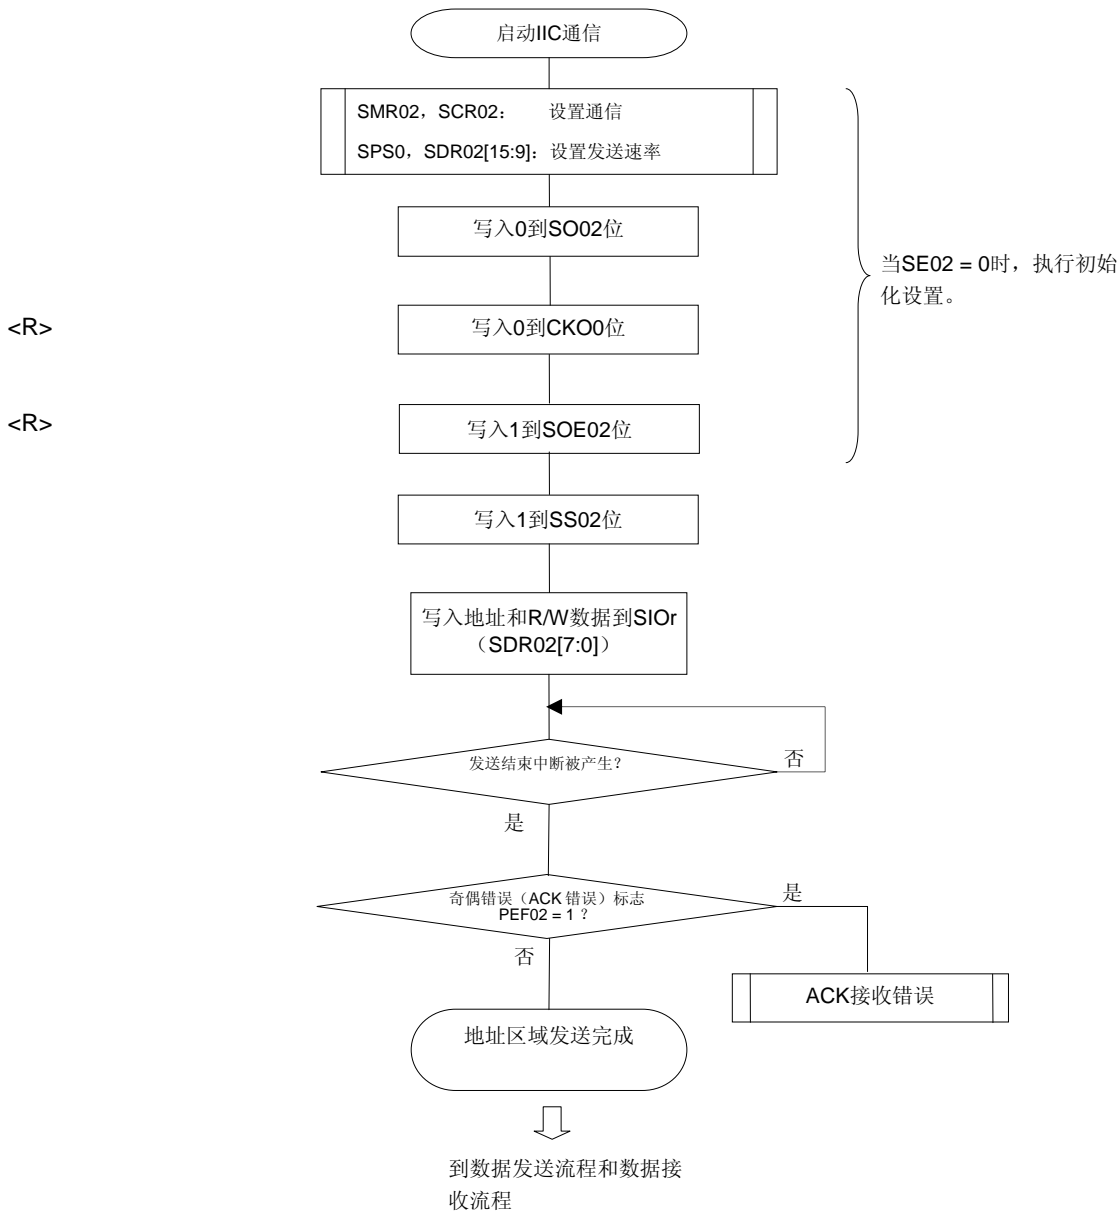 启动IIC通信
SMR02，SCR02： 设置通信
SPS0，SDR02[15:9]：设置发送速率
写入0到SO02位
当SE02 = 0时，执行初始
化设置。
<R>
写入0到CKO0位
<R>
写入1到SOE02位
写入1到SS02位
写入地址和R/W数据到SIOr
（SDR02[7:0]）
发送结束中断被产生？
否
是
奇偶错误（ACK 错误）标志
PEF02 = 1 ？
是
否
ACK接收错误
地址区域发送完成
到数据发送流程和数据接
收流程